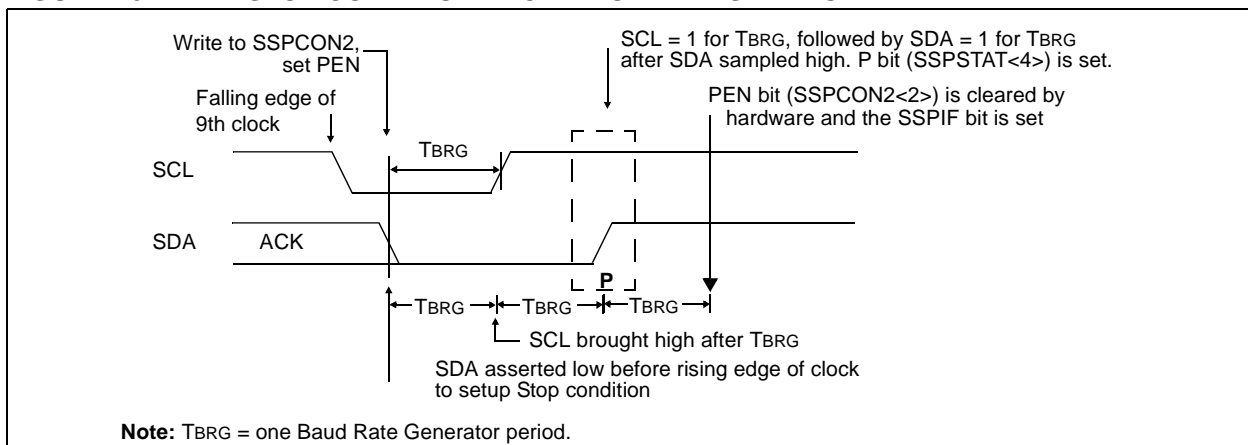 Write to SSPCON2,
set PEN
SCL = 1 for TBRG, followed by SDA = 1 for TBRG
after SDA sampled high. P bit (SSPSTAT<4>) is set.
Falling edge of
9th clock
PEN bit (SSPCON2<2>) is cleared by
hardware and the SSPIF bit is set
TBRG
SCL
SDA
ACK
P
TBRG
TBRG
TBRG
SCL brought high after TBRG
SDA asserted low before rising edge of clock
to setup Stop condition
Note: TBRG = one Baud Rate Generator period.